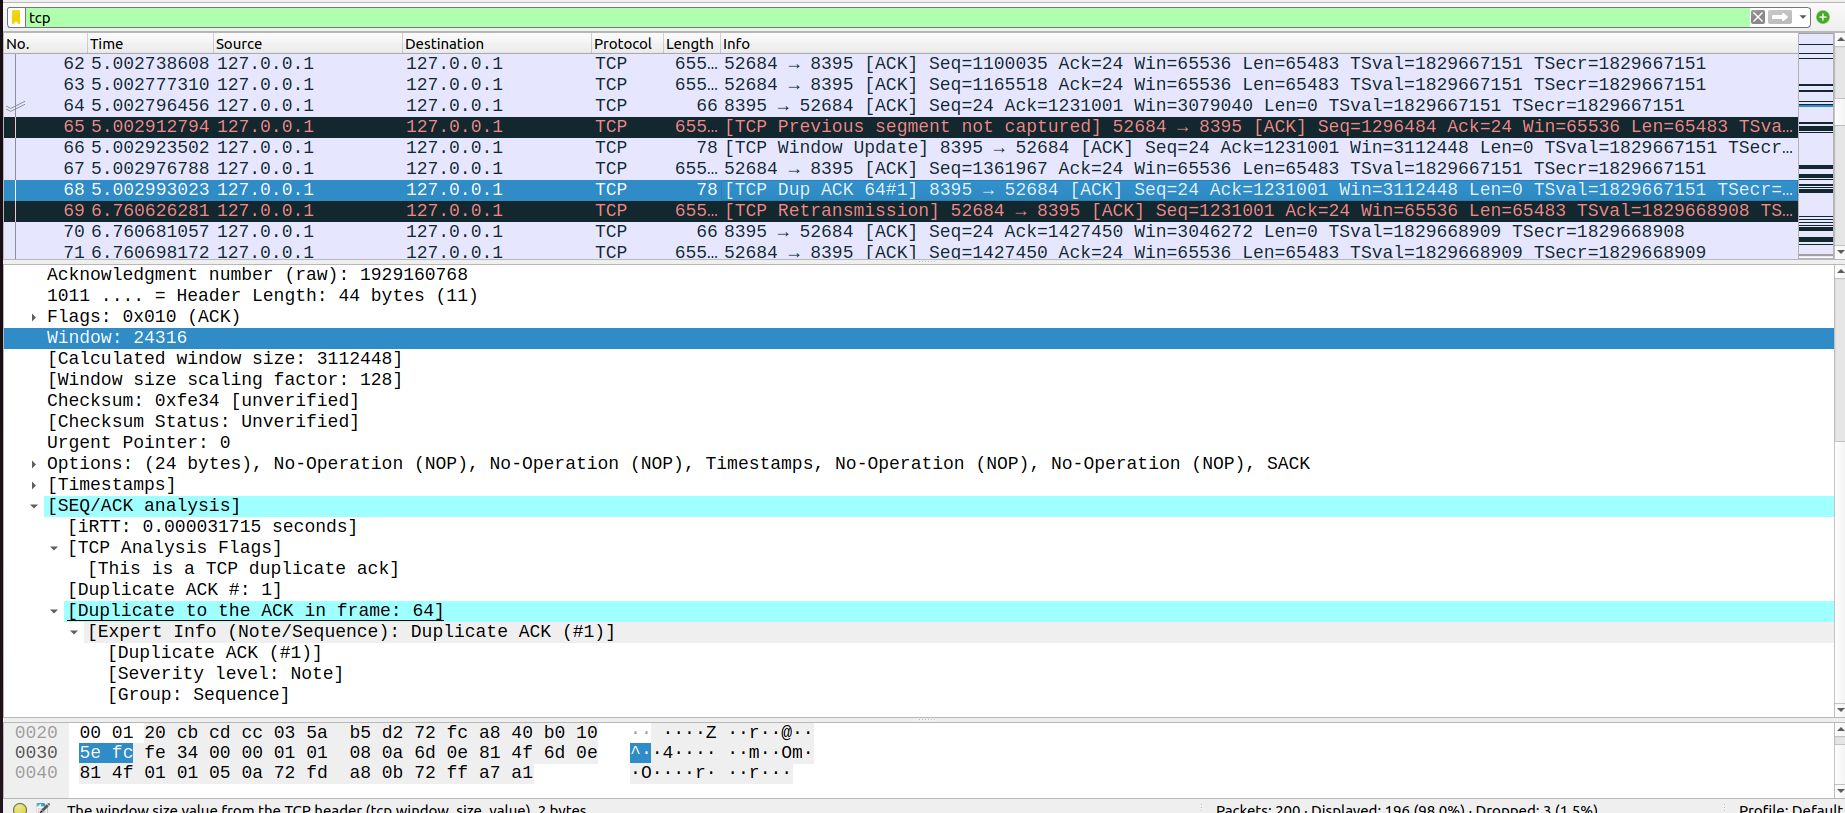 tcp
No. Time Source Destination Protocol Length Info
62 5.002738608 127.0.0.1 127.0.0.1 TCP 655… 52684 → 8395 [ACK] Seq=1100035 Ack=24 Win=65536 Len=65483 TSval=1829667151 TSecr=1829667151
63 5.002777310 127.0.0.1 127.0.0.1 TCP 655… 52684 → 8395 [ACK] Seq=1165518 Ack=24 Win=65536 Len=65483 TSval=1829667151 TSecr=1829667151
64 5.002796456 127.0.0.1 127.0.0.1 TCP 66 8395 → 52684 [ACK] Seq=24 Ack=1231001 Win=3079040 Len=0 TSval=1829667151 TSecr=1829667151
65 5.002912794 127.0.0.1 127.0.0.1 TCP 655… [TCP Previous segment not captured] 52684 → 8395 [ACK] Seq=1296484 Ack=24 Win=65536 Len=65483 TSva…
66 5.002923502 127.0.0.1 127.0.0.1 TCP 78 [TCP Window Update] 8395 → 52684 [ACK] Seq=24 Ack=1231001 Win=3112448 Len=0 TSval=1829667151 TSecr…
67 5.002976788 127.0.0.1 127.0.0.1 TCP 655… 52684 → 8395 [ACK] Seq=1361967 Ack=24 Win=65536 Len=65483 TSval=1829667151 TSecr=1829667151
68 5.002993023 127.0.0.1 127.0.0.1 TCP 78 [TCP Dup ACK 64#1] 8395 → 52684 [ACK] Seq=24 Ack=1231001 Win=3112448 Len=0 TSval=1829667151 TSecr=…
69 6.760626281 127.0.0.1 127.0.0.1 TCP 655… [TCP Retransmission] 52684 → 8395 [ACK] Seq=1231001 Ack=24 Win=65536 Len=65483 TSval=1829668908 TS…
70 6.760681057 127.0.0.1 127.0.0.1 TCP 66 8395 → 52684 [ACK] Seq=24 Ack=1427450 Win=3046272 Len=0 TSval=1829668909 TSecr=1829668908
71 6.760698172 127.0.0.1 127.0.0.1 TCP 655… 52684 → 8395 [ACK] Seq=1427450 Ack=24 Win=65536 Len=65483 TSval=1829668909 TSecr=1829668909
Acknowledgment number (raw): 1929160768
1011 .... = Header Length: 44 bytes (11)
Flags: 0x010 (ACK)
Window: 24316
[Calculated window size: 3112448]
[Window size scaling factor: 128]
Checksum: 0xfe34 [unverified]
[Checksum Status: Unverified]
Urgent Pointer: 0
Options: (24 bytes), No-Operation (NOP), No-Operation (NOP), Timestamps, No-Operation (NOP), No-Operation (NOP), SACK
[Timestamps]
[SEQ/ACK analysis]
[iRTT: 0.000031715 seconds]
[TCP Analysis Flags]
[This is a TCP duplicate ack]
[Duplicate ACK #: 1]
[Duplicate to the ACK in frame: 64]
[Expert Info (Note/Sequence): Duplicate ACK (#1)]
[Duplicate ACK (#1)]
[Severity level: Note]
[Group: Sequence]
0020 00 01 20 cb cd cc 03 5a b5 d2 72 fc a8 40 b0 10 ·· ····Z ··r··@··
0030 5e fc fe 34 00 00 01 01 08 0a 6d 0e 81 4f 6d 0e ^··4···· ··m··Om·
0040 81 4f 01 01 05 0a 72 fd a8 0b 72 ff a7 a1 ·O····r· ··r···
The window size value from the TCP header (tcp.window_size_value), 2 bytes Packets: 200 · Displayed: 196 (98.0%) · Dropped: 3 (1.5%) Profile: Default